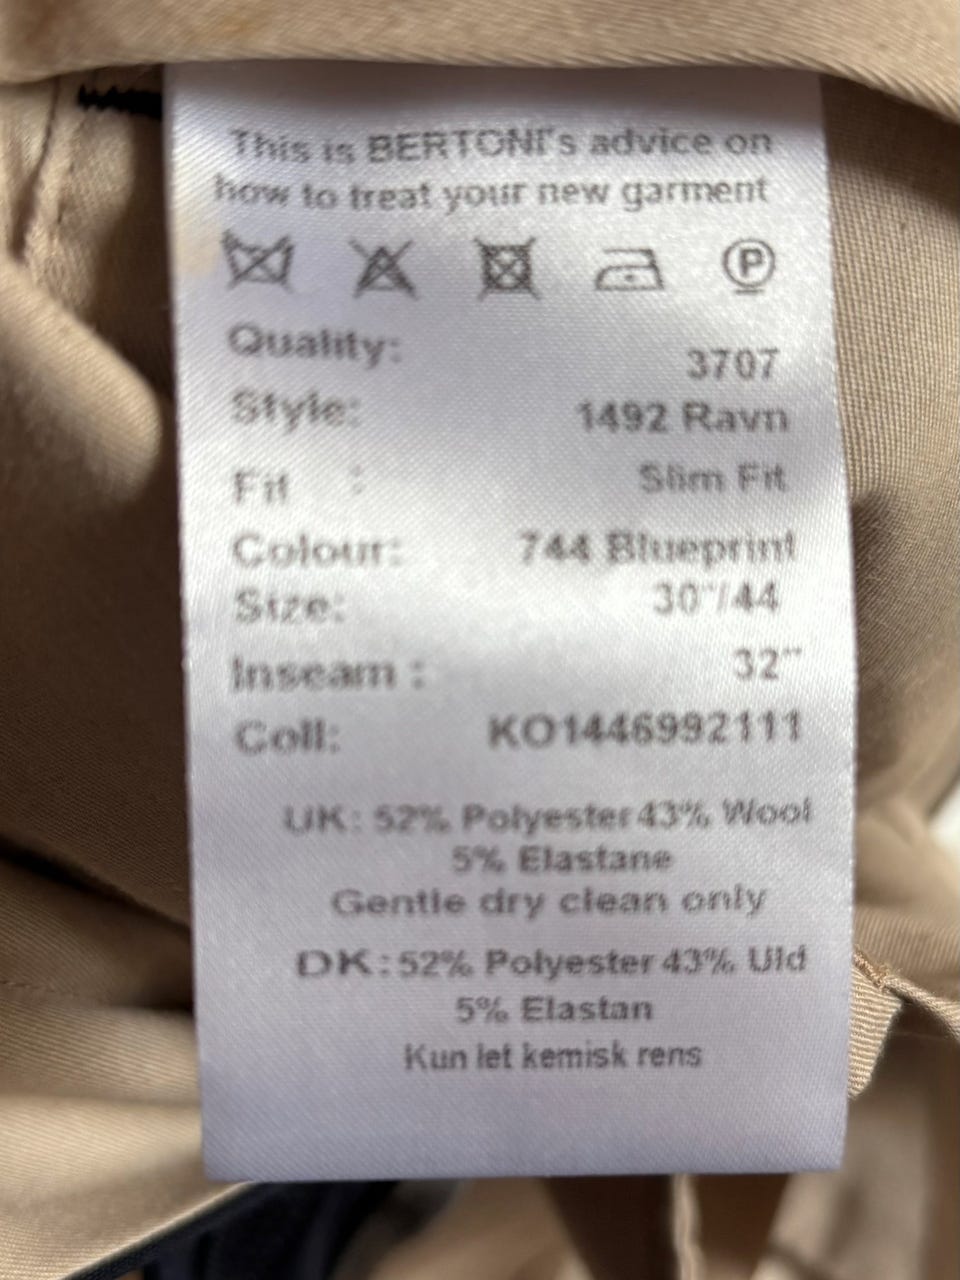 This is BERTONI's advice on
how to treat your new garment
P
Quality: 3707
Style: 1492 Ravn
Fit : Slim Fit
Colour: 744 Blueprint
Size: 30"/44
Inseam : 32"
Coll: KO1446992111
UK: 52% Polyester 43% Wool
5% Elastane
Gentle dry clean only
DK: 52% Polyester 43% Uld
5% Elastan
Kun let kemisk rens